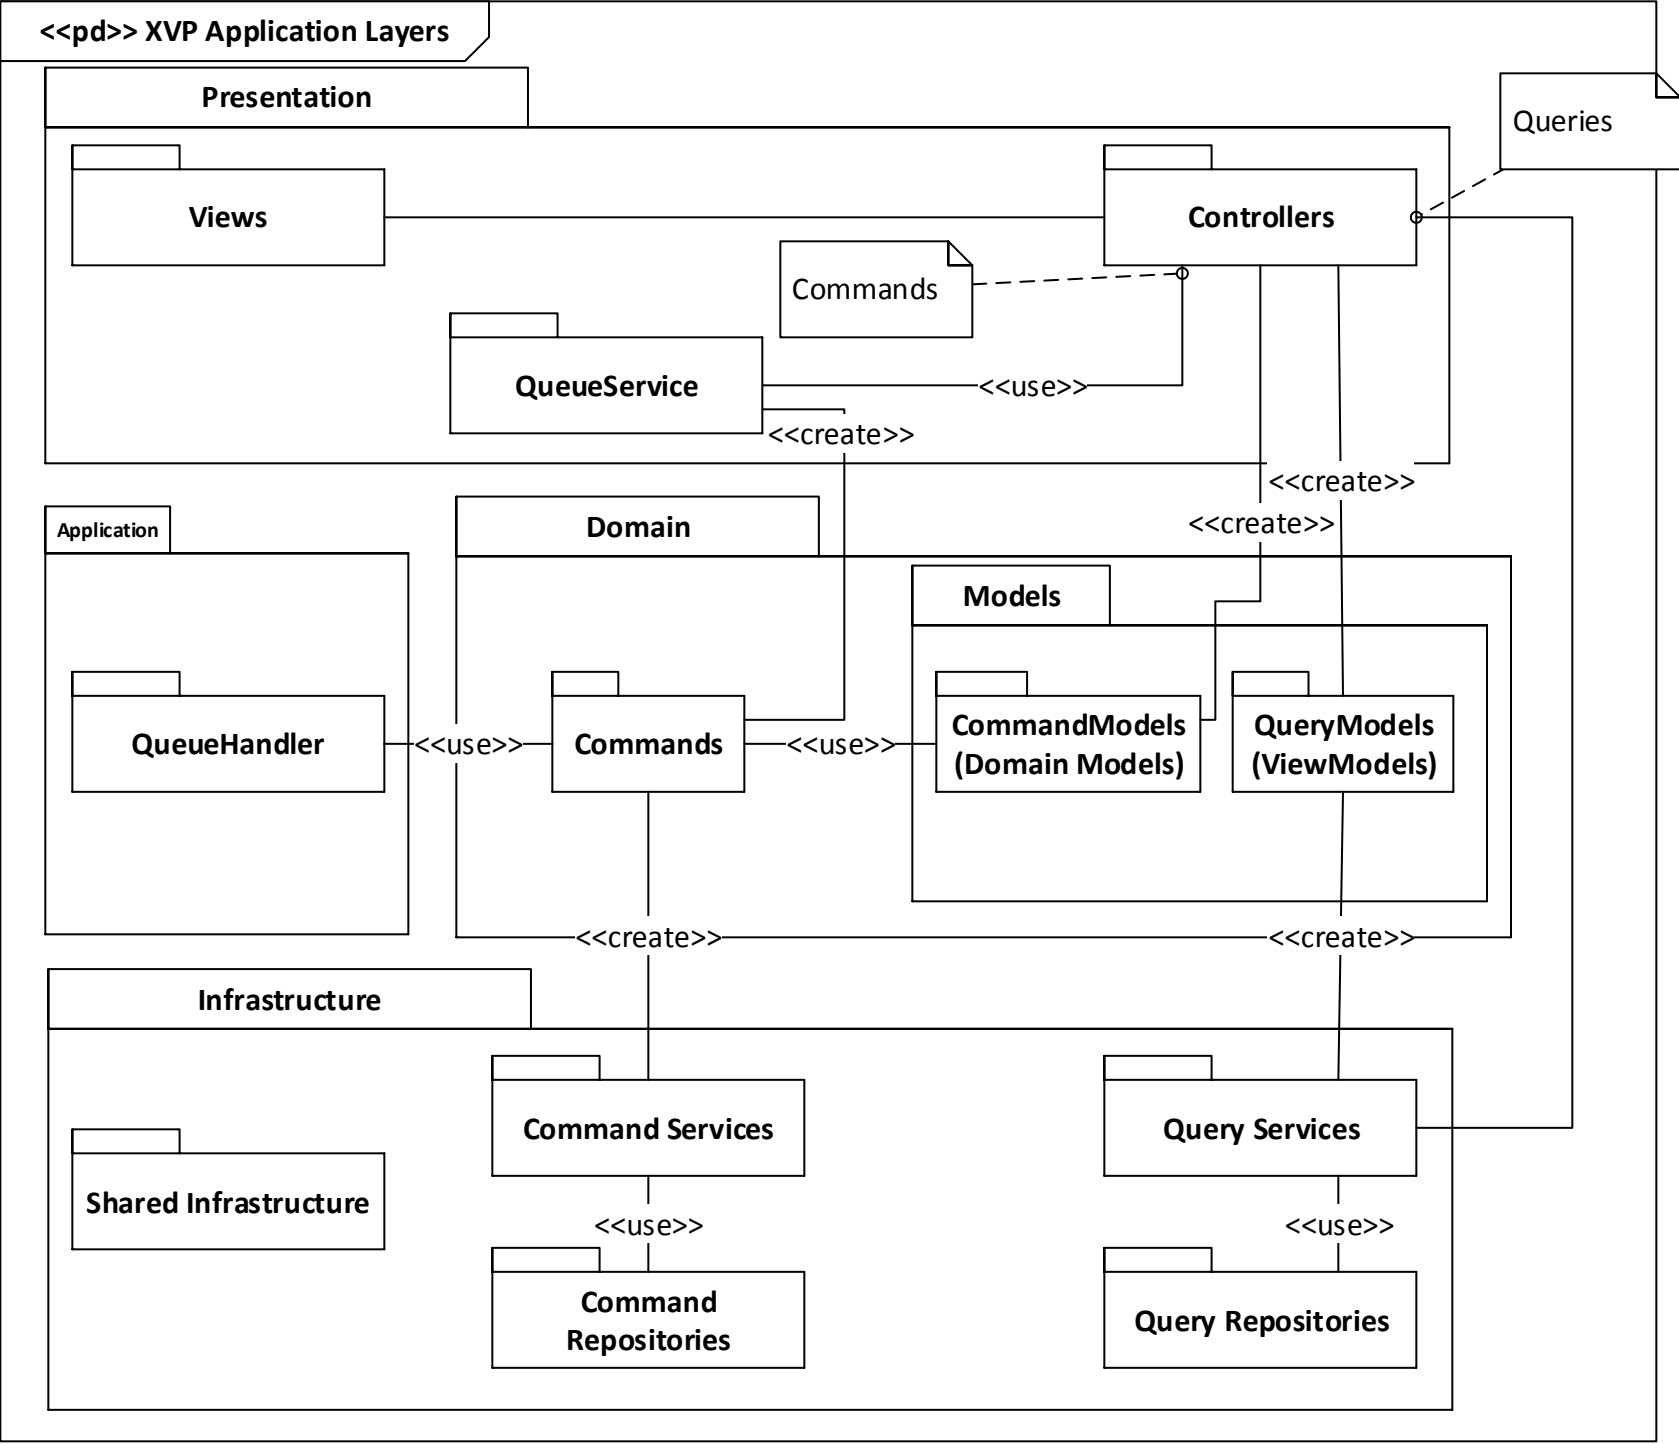 <<pd>> XVP Application Layers
Presentation
Queries
Views
Controllers
Commands
QueueService
<<use>>
<<create>>
<<create>>
<<create>>
Application
Domain
Models
QueueHandler
<<use>>
Commands
<<use>>
CommandModels
(Domain Models)
QueryModels
(ViewModels)
<<create>>
<<create>>
Infrastructure
Command Services
Query Services
Shared Infrastructure
<<use>>
<<use>>
Command
Repositories
Query Repositories